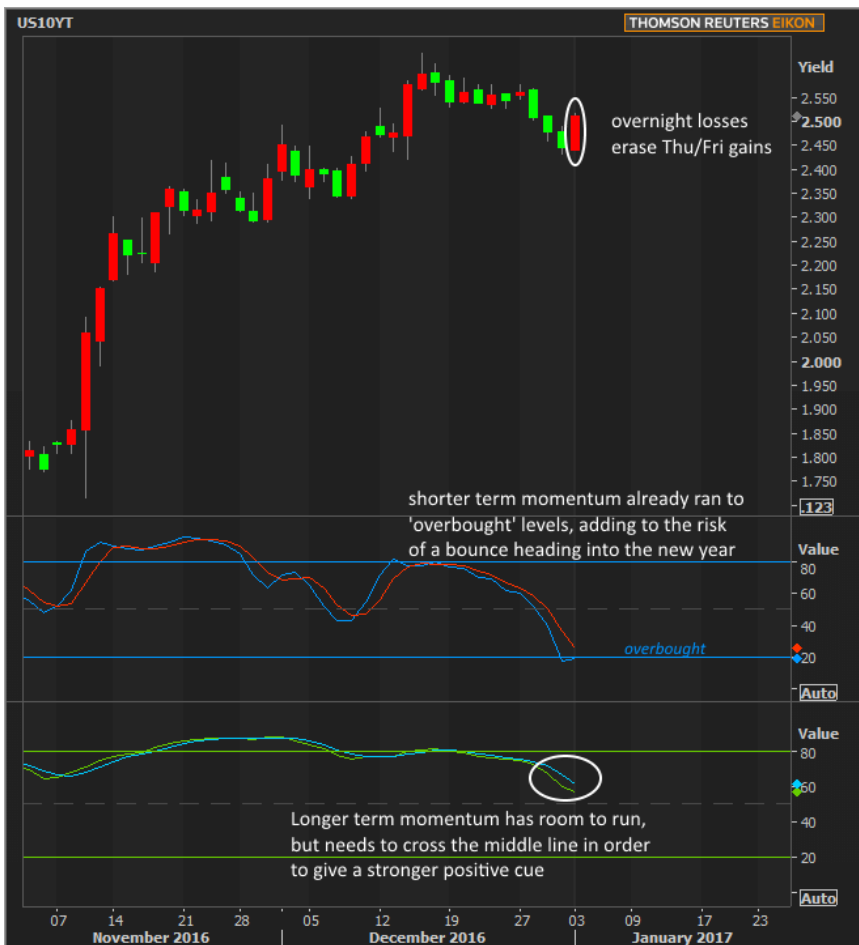 US10YT
THOMSON REUTERS EIKON
Yield
2.550
2.500
overnight losses
erase Thu/Fri gains
2.450
2.400
2.350
2.300
2.250
2.200
2.150
2.100
2.050
2.000
1.950
1.900
1.850
1.800
1.750
.123
shorter term momentum already ran to
'overbought' levels, adding to the risk
of a bounce heading into the new year
Value
80
60
40
overbought
20
Auto
Value
80
60
40
20
Longer term momentum has room to run,
but needs to cross the middle line in order
to give a stronger positive cue
Auto
07 14 21 28 05 12 19 27 03 09 17 23
November 2016 December 2016 January 2017